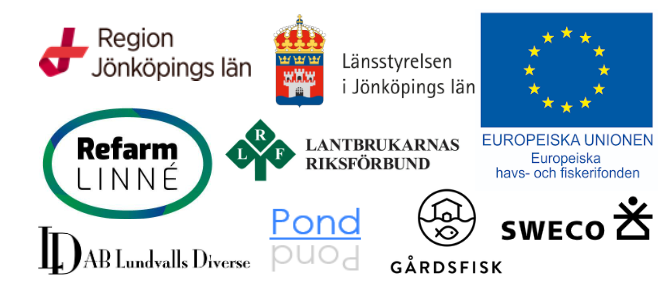 Region
Jönköpings län
Länsstyrelsen
i Jönköpings län
EUROPEISKA UNIONEN
Europeiska
havs- och fiskerifonden
Refarm
LINNÉ
L R F
LANTBRUKARNAS
RIKSFÖRBUND
LD AB Lundvalls Diverse
Pond
Pond
GÅRDSFISK
SWECO